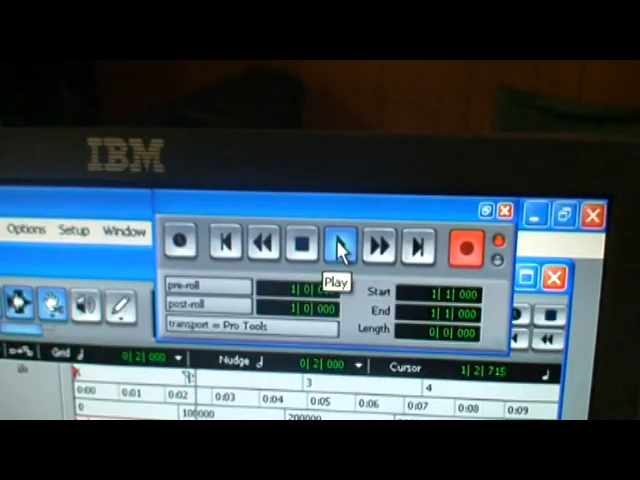 IBM
Options Setup Window
Play
pre-roll
post-roll 1| 0| 000
transport = Pro Tools
Start 1| 1| 000
End 1| 1| 000
Length 0| 0| 000
Grid 0| 2| 000 Nudge 0| 2| 000 Cursor 1| 2| 715
3 4
0:00 0:01 0:02 0:03 0:04 0:05 0:06 0:07 0:08 0:09
0 100000 200000